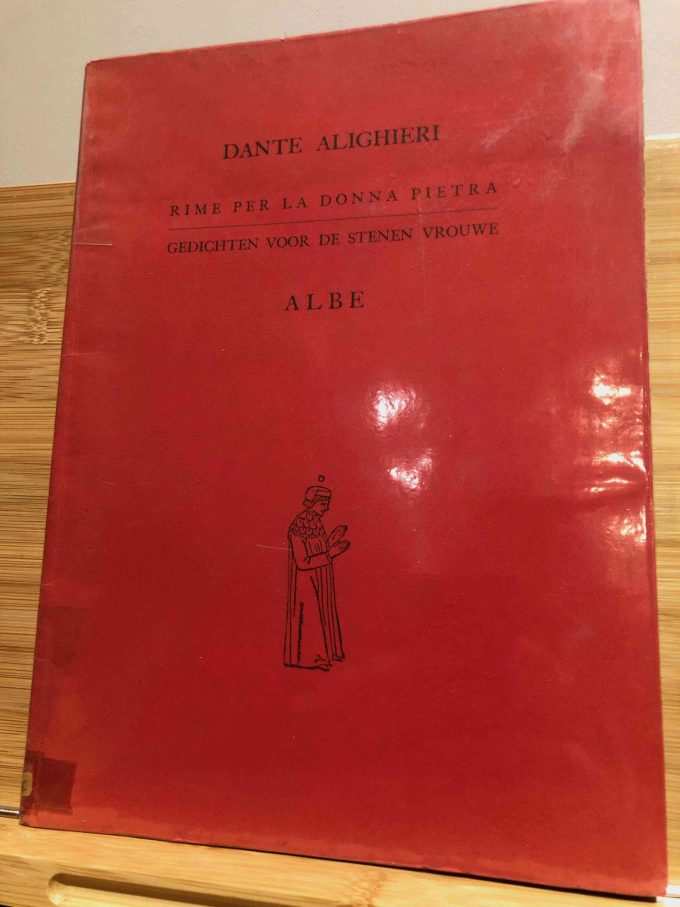 DANTE ALIGHIERI
RIME PER LA DONNA PIETRA
GEDICHTEN VOOR DE STENEN VROUWE
ALBE